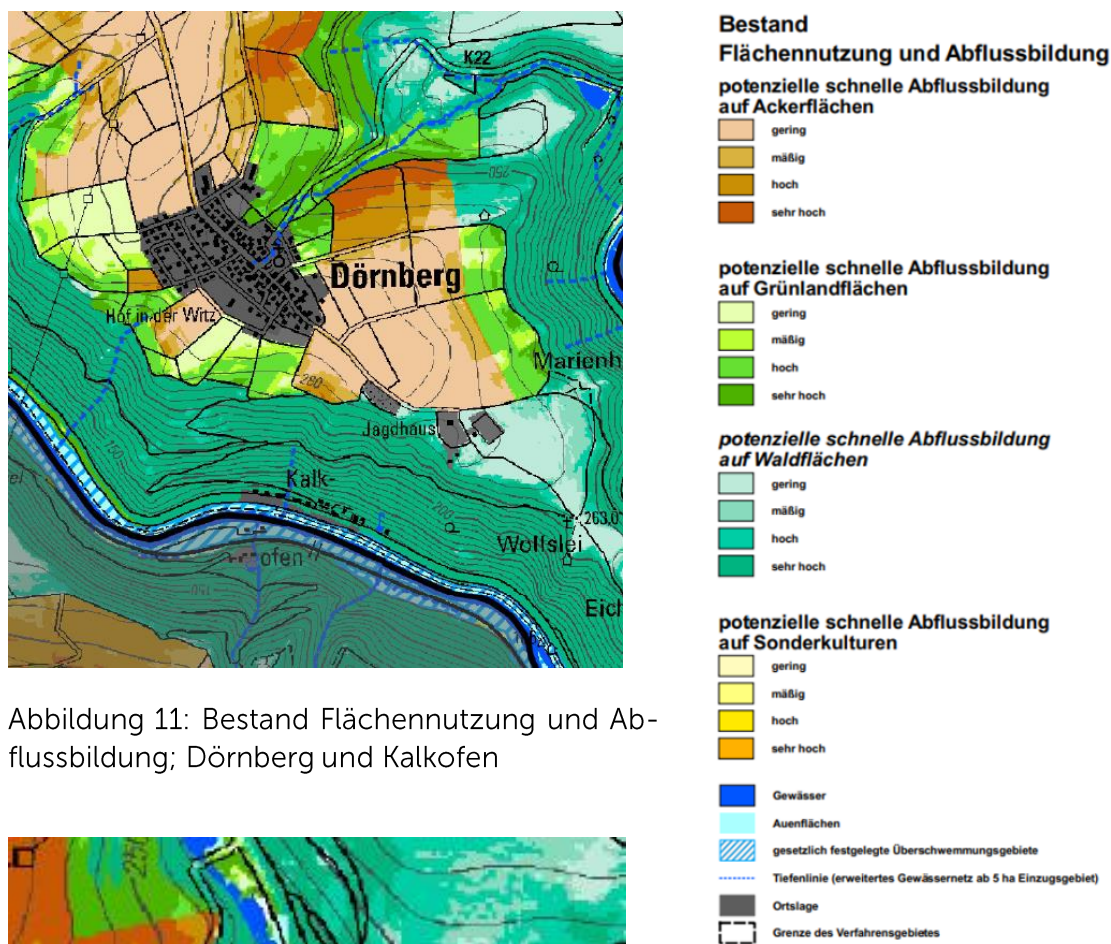 K22
250
Dörnberg
Hof in der Witz
280
Marienh
Jagdhaus
150
Kalk-
200
263,0
Wolfslei
ofen
150
Eich
Abbildung 11: Bestand Flächennutzung und Ab-
flussbildung; Dörnberg und Kalkofen
Bestand
Flächennutzung und Abflussbildung
potenzielle schnelle Abflussbildung
auf Ackerflächen
gering
mäßig
hoch
sehr hoch
potenzielle schnelle Abflussbildung
auf Grünlandflächen
gering
mäßig
hoch
sehr hoch
potenzielle schnelle Abflussbildung
auf Waldflächen
gering
mäßig
hoch
sehr hoch
potenzielle schnelle Abflussbildung
auf Sonderkulturen
gering
mäßig
hoch
sehr hoch
Gewässer
Auenflächen
gesetzlich festgelegte Überschwemmungsgebiete
Tiefenlinie (erweitertes Gewässernetz ab 5 ha Einzugsgebiet)
Ortslage
Grenze des Verfahrensgebietes